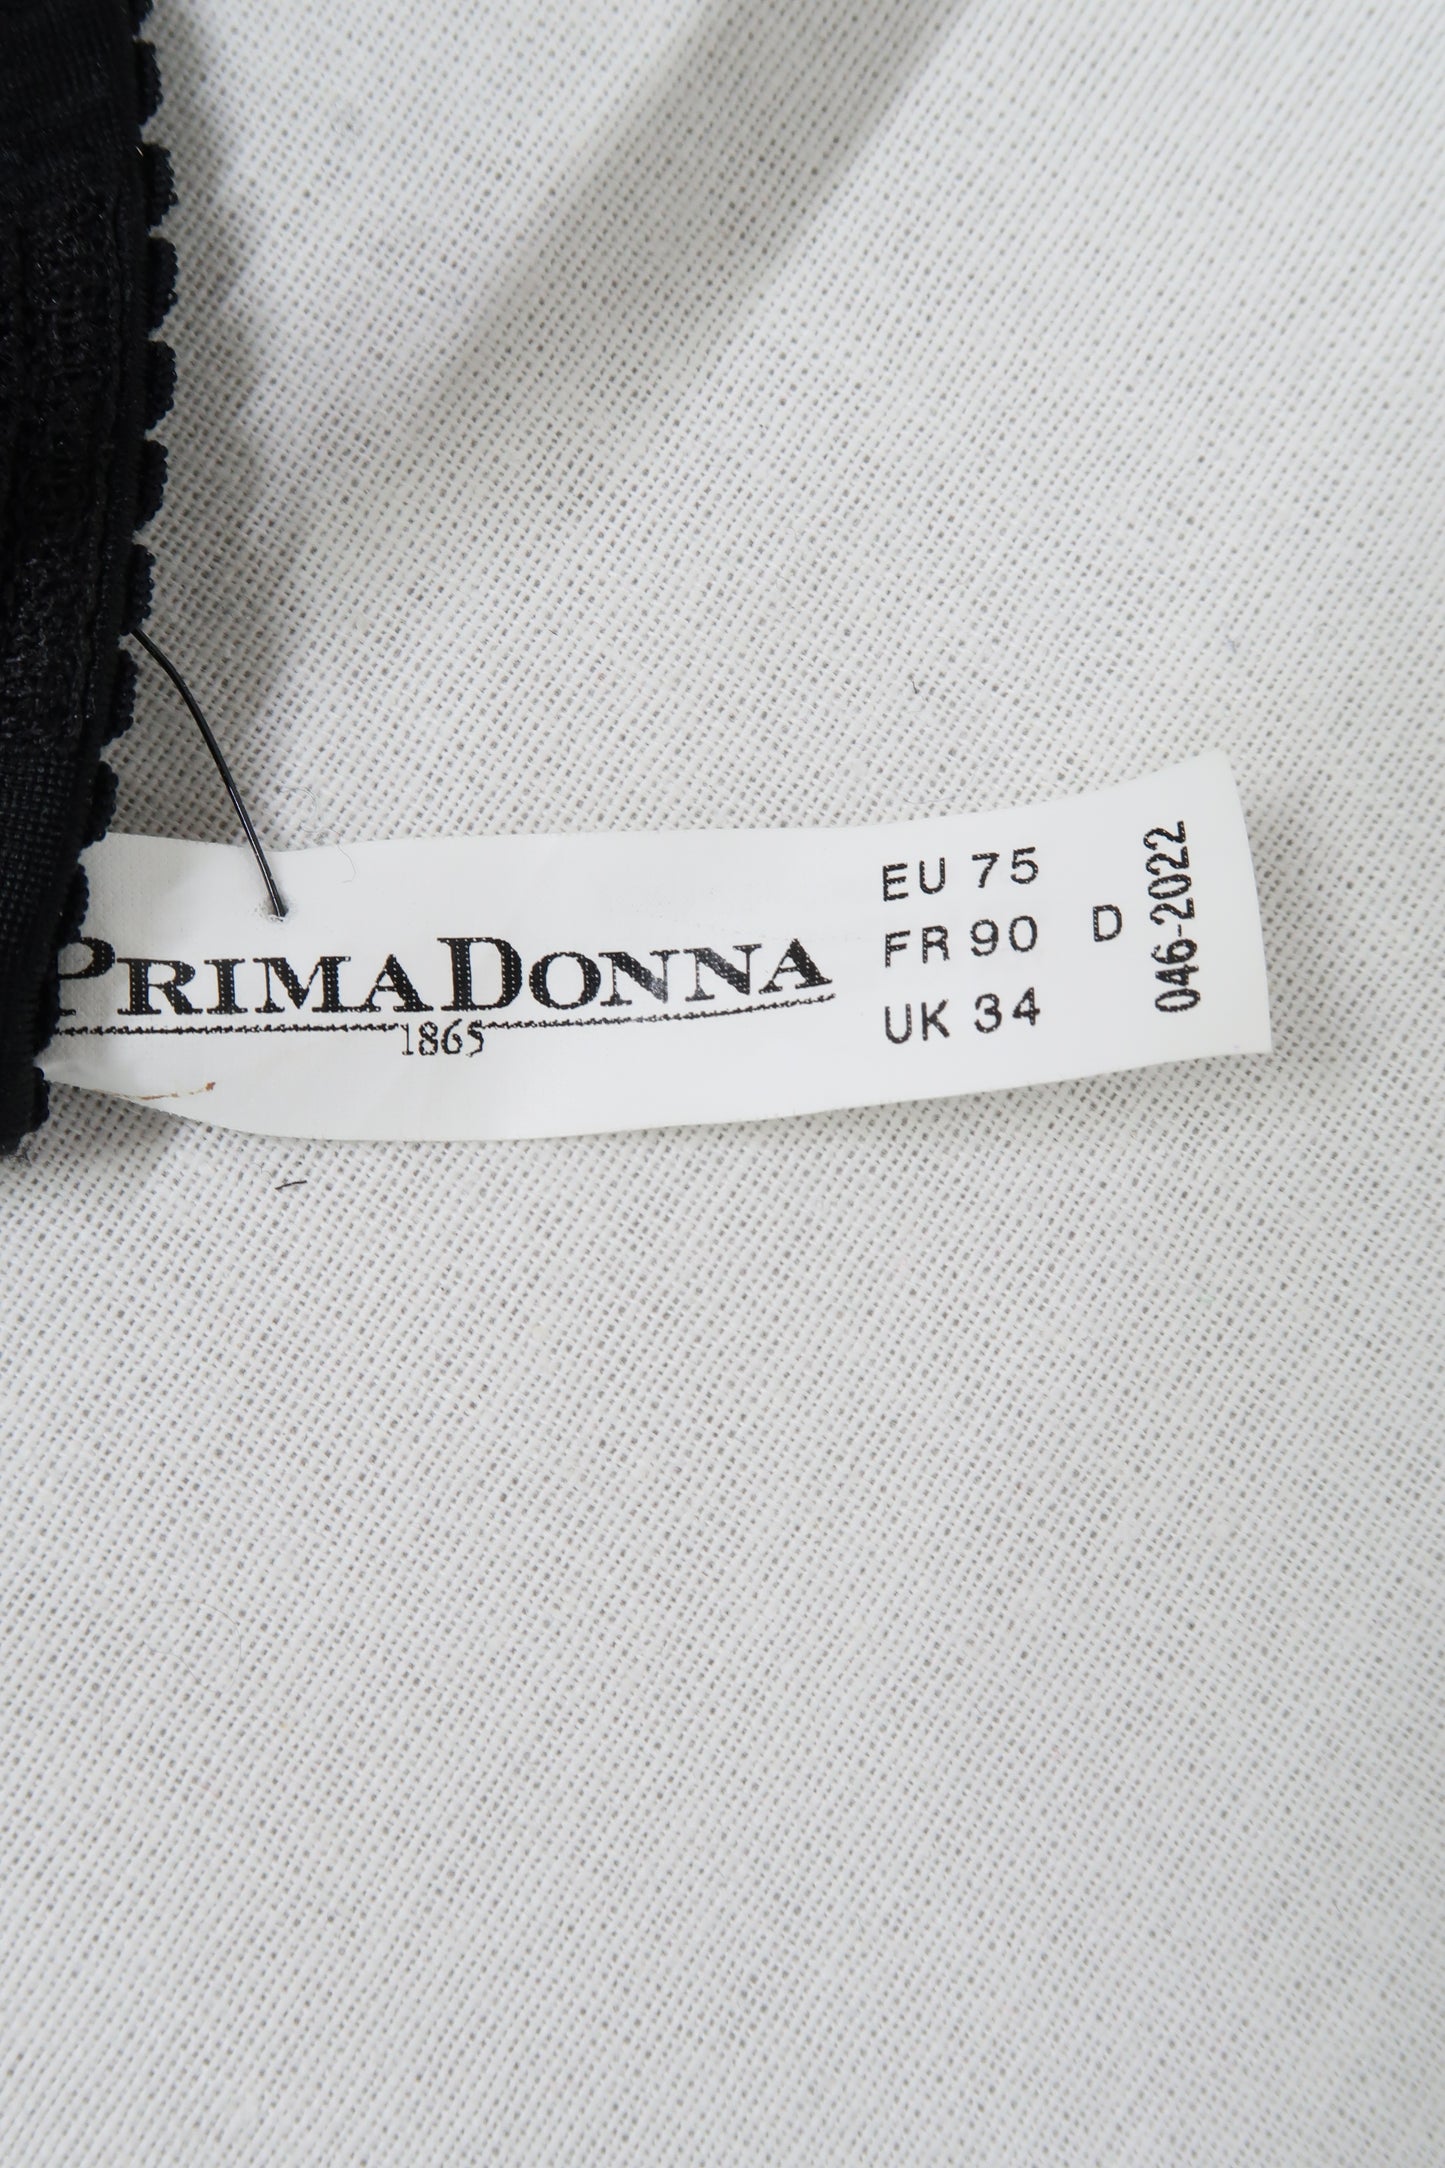 PRIMADONNA
1865
EU 75
FR 90 D
UK 34
046-2022